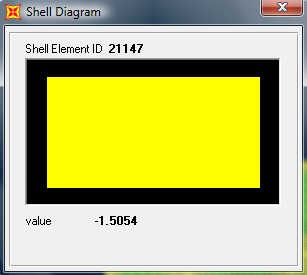 Shell Diagram
Shell Element ID 21147
value -1.5054